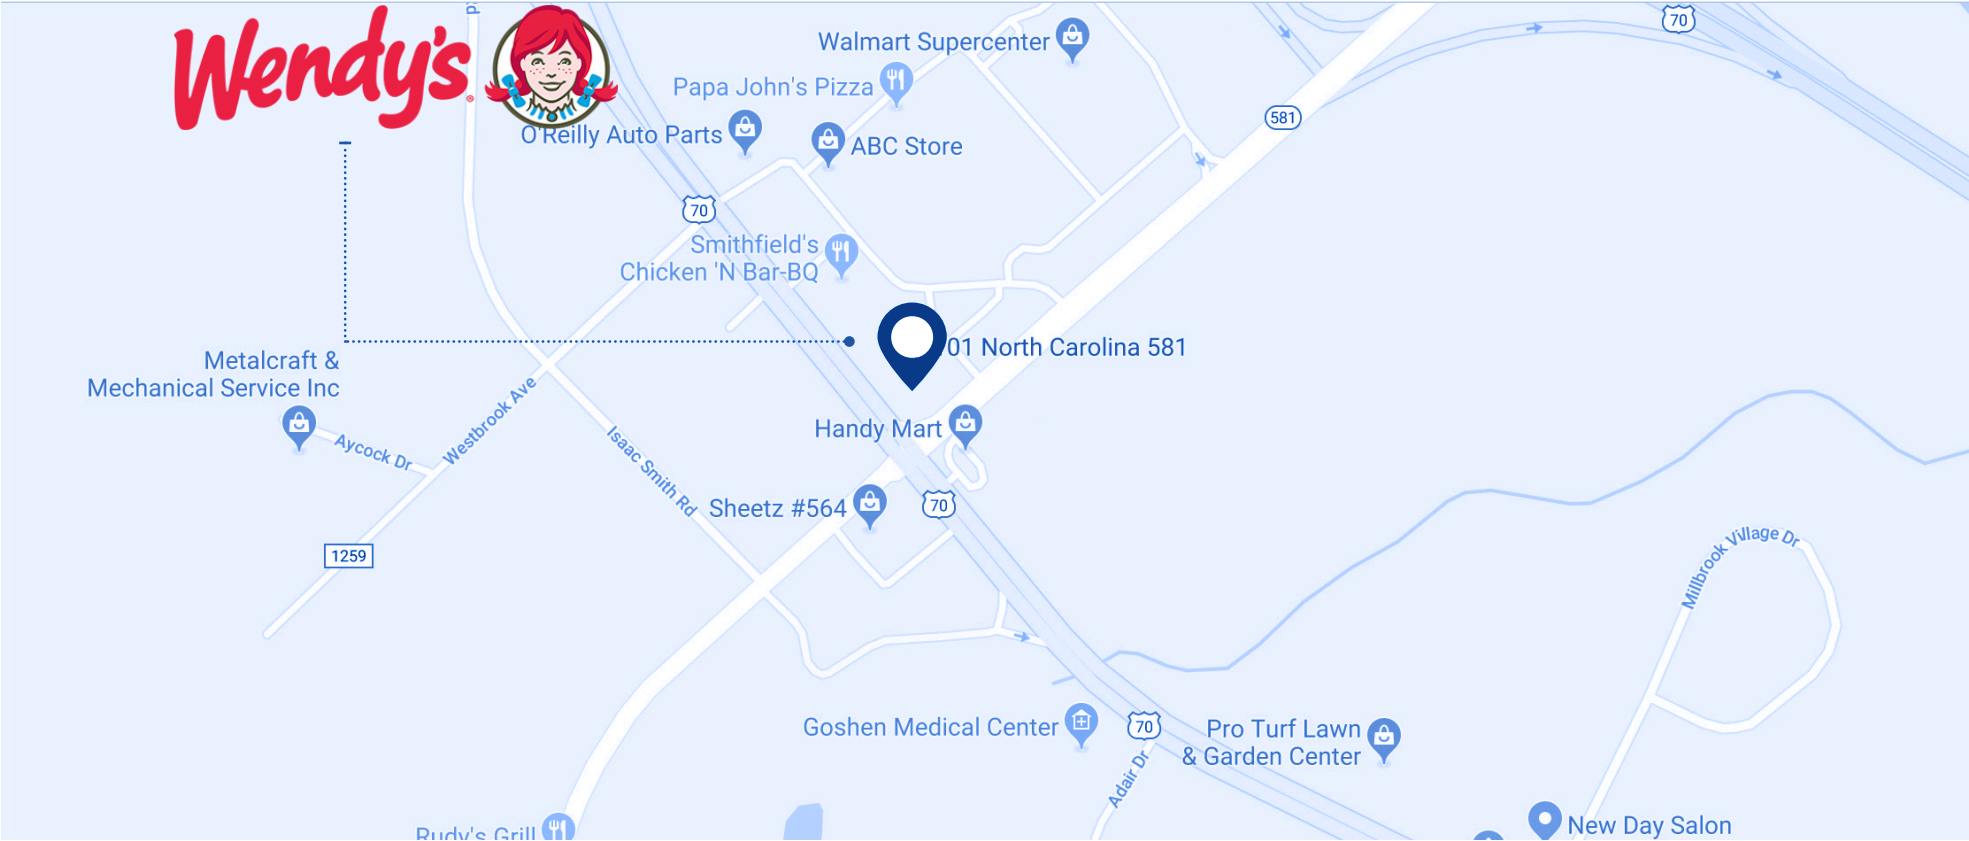 Wendy's
Walmart Supercenter
70
Papa John's Pizza
O'Reilly Auto Parts
ABC Store
581
70
Smithfield's
Chicken 'N Bar-BQ
01 North Carolina 581
Metalcraft &
Mechanical Service Inc
Aycock Dr
Westbrook Ave
Isaac Smith Rd
Handy Mart
Sheetz #564
70
1259
Millbrook Village Dr
Goshen Medical Center
70
Pro Turf Lawn
& Garden Center
Adair Dr
Rudy's Grill
New Day Salon